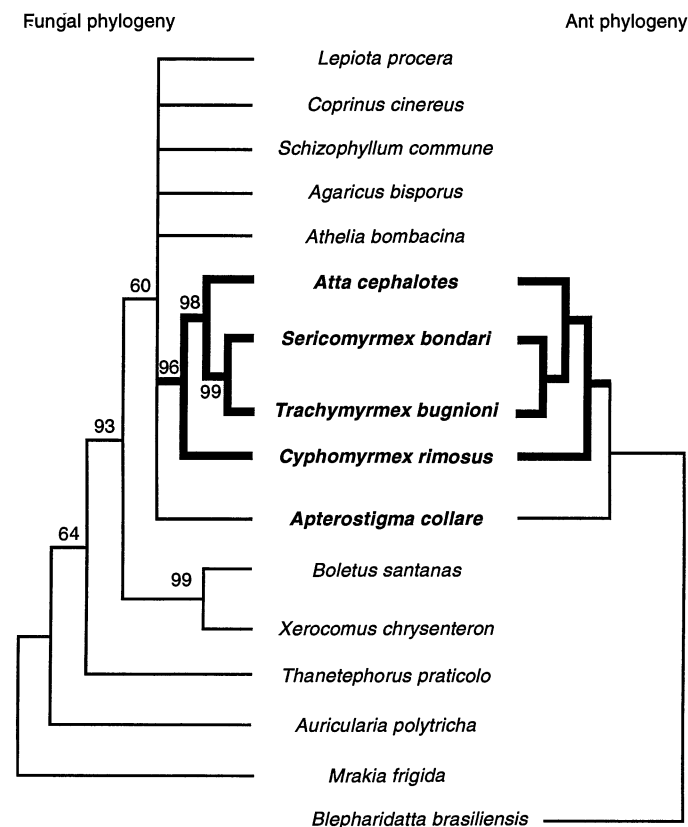 Fungal phylogeny
Ant phylogeny
Lepiota procera
Coprinus cinereus
Schizophyllum commune
Agaricus bisporus
Athelia bombacina
Atta cephalotes
60
98
Sericomyrmex bondari
96
99
Trachymyrmex bugnioni
93
Cyphomyrmex rimosus
Apterostigma collare
64
Boletus santanas
99
Xerocomus chrysenteron
Thanetephorus praticolo
Auricularia polytricha
Mrakia frigida
Blepharidatta brasiliensis